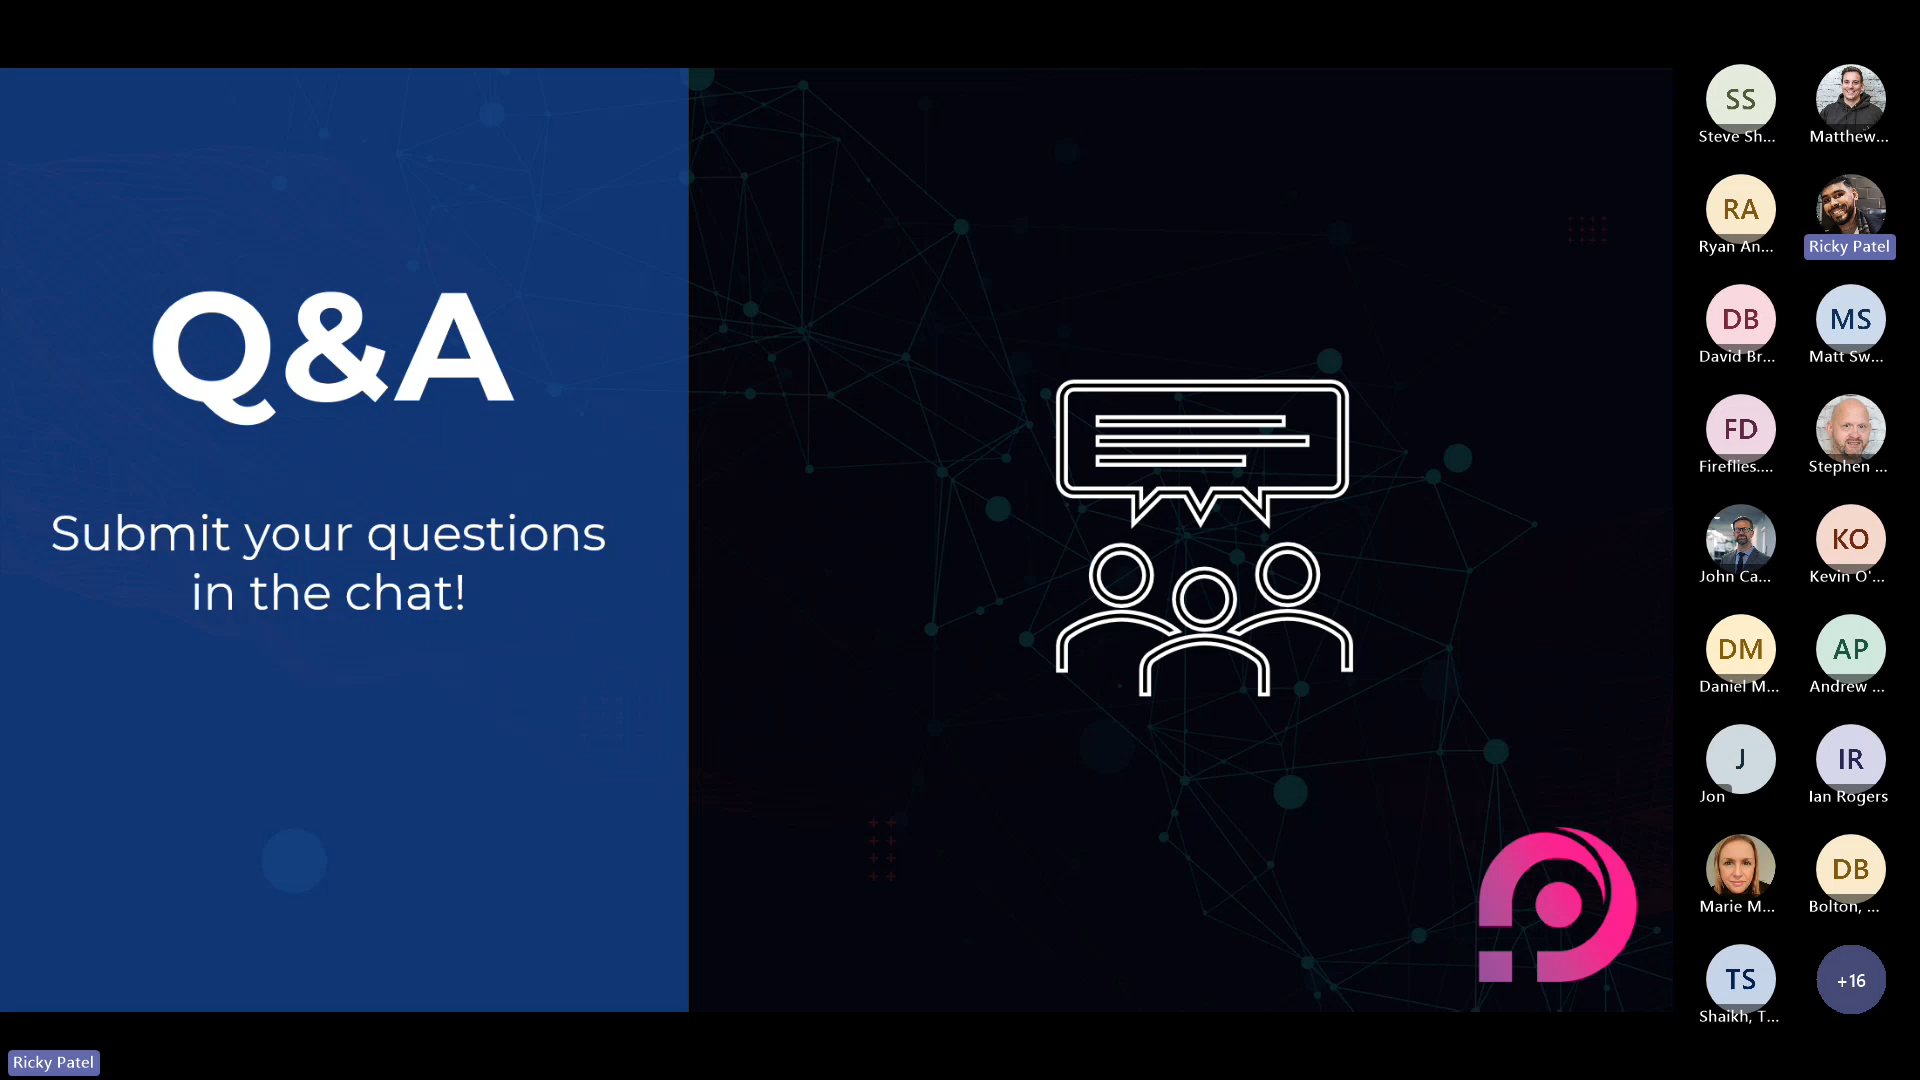 Q&A
Submit your questions
in the chat!
SS
Steve Sh...
Matthew...
RA
Ryan An...
Ricky Patel
DB
David Br...
MS
Matt Sw...
FD
Fireflies....
Stephen ...
John Ca...
KO
Kevin O'...
DM
Daniel M...
AP
Andrew ...
J
Jon
IR
Ian Rogers
Marie M...
DB
Bolton, ...
TS
Shaikh, T...
+16
Ricky Patel